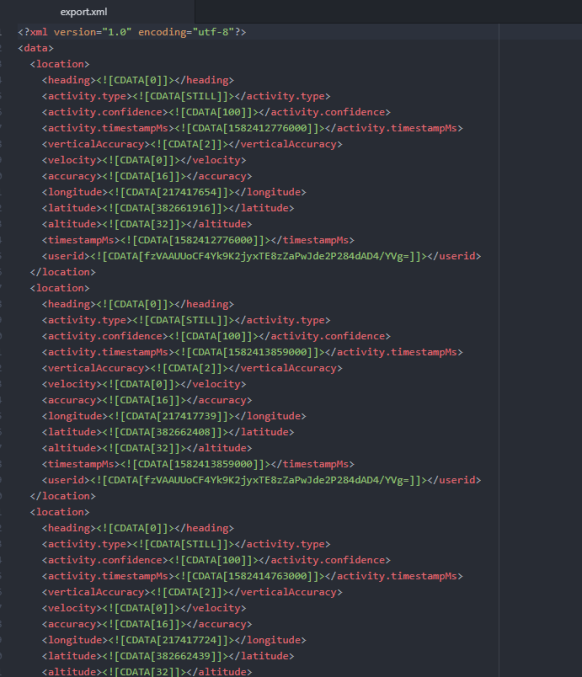 export.xml
<?xml version="1.0" encoding="utf-8"?>
<data>
<location>
<heading><![CDATA[0]]></heading>
<activity.type><![CDATA[STILL]]></activity.type>
<activity.confidence><![CDATA[100]]></activity.confidence>
<activity.timestampMs><![CDATA[1582412776000]]></activity.timestampMs>
<verticalAccuracy><![CDATA[2]]></verticalAccuracy>
<velocity><![CDATA[0]]></velocity>
<accuracy><![CDATA[16]]></accuracy>
<longitude><![CDATA[217417654]]></longitude>
<latitude><![CDATA[382661916]]></latitude>
<altitude><![CDATA[32]]></altitude>
<timestampMs><![CDATA[1582412776000]]></timestampMs>
<userid><![CDATA[fzVAAUUoCF4Yk9K2jyxTE8zZaPwJde2P284dAD4/YVg=]]></userid>
</location>
<location>
<heading><![CDATA[0]]></heading>
<activity.type><![CDATA[STILL]]></activity.type>
<activity.confidence><![CDATA[100]]></activity.confidence>
<activity.timestampMs><![CDATA[1582413859000]]></activity.timestampMs>
<verticalAccuracy><![CDATA[2]]></verticalAccuracy>
<velocity><![CDATA[0]]></velocity>
<accuracy><![CDATA[16]]></accuracy>
<longitude><![CDATA[217417739]]></longitude>
<latitude><![CDATA[382662408]]></latitude>
<altitude><![CDATA[32]]></altitude>
<timestampMs><![CDATA[1582413859000]]></timestampMs>
<userid><![CDATA[fzVAAUUoCF4Yk9K2jyxTE8zZaPwJde2P284dAD4/YVg=]]></userid>
</location>
<location>
<heading><![CDATA[0]]></heading>
<activity.type><![CDATA[STILL]]></activity.type>
<activity.confidence><![CDATA[100]]></activity.confidence>
<activity.timestampMs><![CDATA[1582414763000]]></activity.timestampMs>
<verticalAccuracy><![CDATA[2]]></verticalAccuracy>
<velocity><![CDATA[0]]></velocity>
<accuracy><![CDATA[16]]></accuracy>
<longitude><![CDATA[217417724]]></longitude>
<latitude><![CDATA[382662439]]></latitude>
<altitude><![CDATA[32]]></altitude>